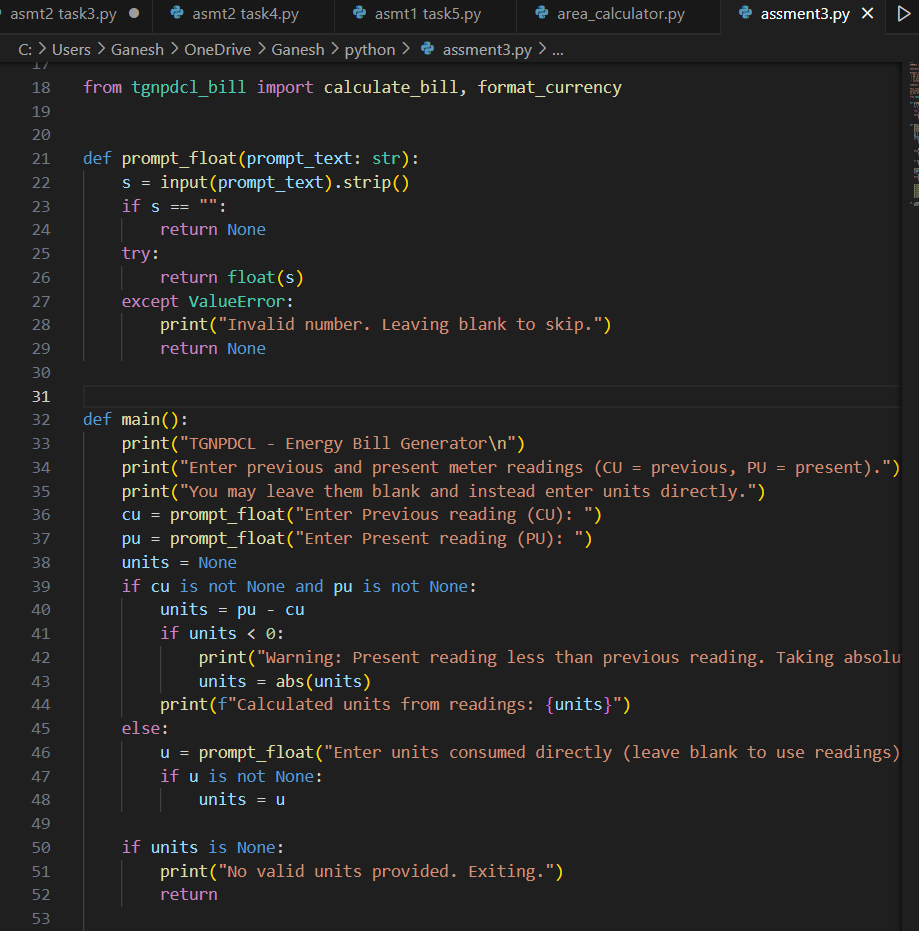 asmt2 task3.py ● asmt2 task4.py asmt1 task5.py area_calculator.py assment3.py ×
C: > Users > Ganesh > OneDrive > Ganesh > python > assment3.py > ...
17
18 from tgnpdcl_bill import calculate_bill, format_currency
19
20
21 def prompt_float(prompt_text: str):
22     s = input(prompt_text).strip()
23     if s == "":
24         return None
25     try:
26         return float(s)
27     except ValueError:
28         print("Invalid number. Leaving blank to skip.")
29         return None
30
31
32 def main():
33     print("TGNPDCL - Energy Bill Generator\n")
34     print("Enter previous and present meter readings (CU = previous, PU = present).")
35     print("You may leave them blank and instead enter units directly.")
36     cu = prompt_float("Enter Previous reading (CU): ")
37     pu = prompt_float("Enter Present reading (PU): ")
38     units = None
39     if cu is not None and pu is not None:
40         units = pu - cu
41         if units < 0:
42             print("Warning: Present reading less than previous reading. Taking absolu
43             units = abs(units)
44         print(f"Calculated units from readings: {units}")
45     else:
46         u = prompt_float("Enter units consumed directly (leave blank to use readings)
47         if u is not None:
48             units = u
49
50     if units is None:
51         print("No valid units provided. Exiting.")
52         return
53